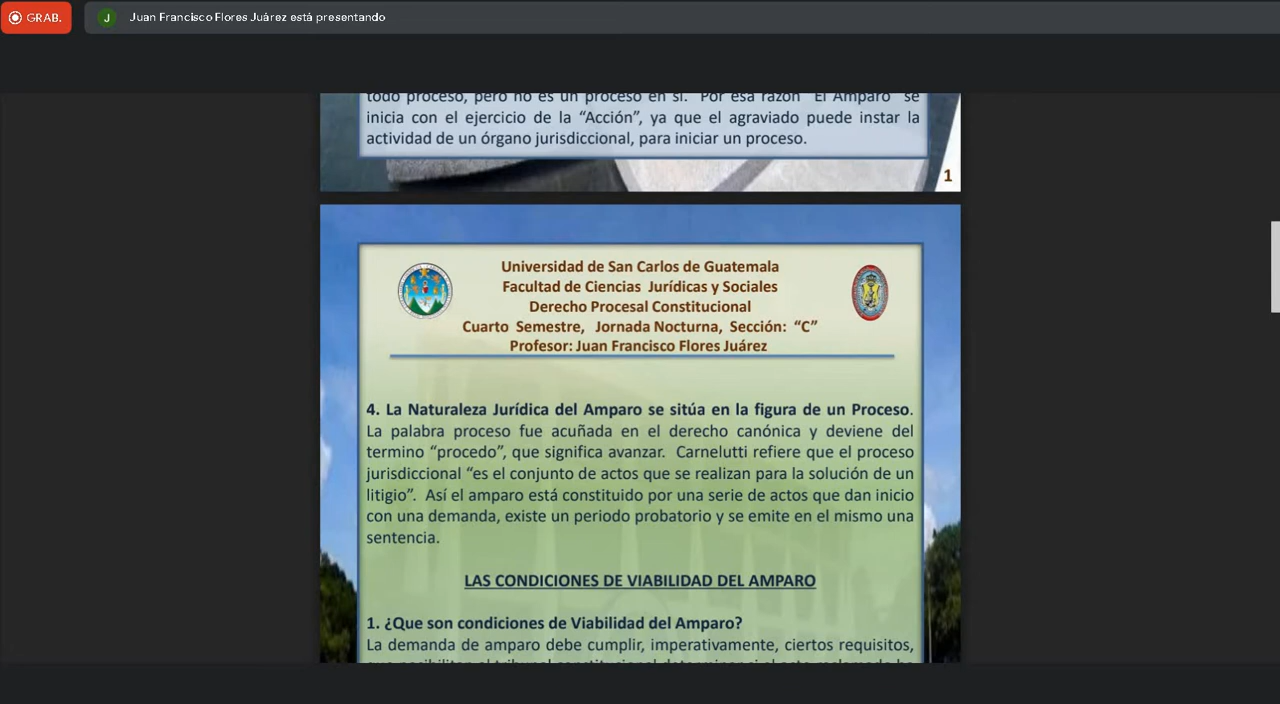 GRAB.
J
Juan Francisco Flores Juárez está presentando
todo proceso, pero no es un proceso en sí. Por esa razón “El Amparo” se
inicia con el ejercicio de la “Acción”, ya que el agraviado puede instar la
actividad de un órgano jurisdiccional, para iniciar un proceso.
1
Universidad de San Carlos de Guatemala
Facultad de Ciencias Jurídicas y Sociales
Derecho Procesal Constitucional
Cuarto Semestre, Jornada Nocturna, Sección: “C”
Profesor: Juan Francisco Flores Juárez
4. La Naturaleza Jurídica del Amparo se sitúa en la figura de un Proceso.
La palabra proceso fue acuñada en el derecho canónica y deviene del
termino “procedo”, que significa avanzar. Carnelutti refiere que el proceso
jurisdiccional “es el conjunto de actos que se realizan para la solución de un
litigio”. Así el amparo está constituido por una serie de actos que dan inicio
con una demanda, existe un periodo probatorio y se emite en el mismo una
sentencia.
LAS CONDICIONES DE VIABILIDAD DEL AMPARO
1. ¿Que son condiciones de Viabilidad del Amparo?
La demanda de amparo debe cumplir, imperativamente, ciertos requisitos,